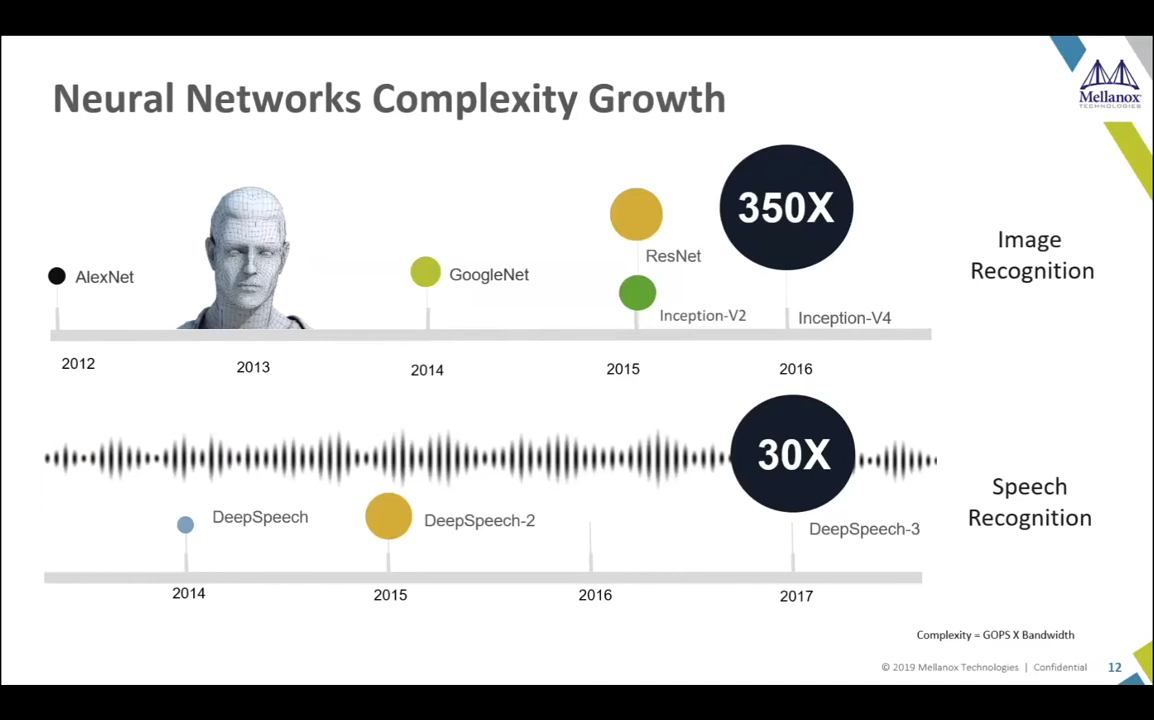 Neural Networks Complexity Growth
Mellanox
TECHNOLOGIES
350X
Image
Recognition
ResNet
AlexNet
GoogleNet
Inception-V2
Inception-V4
2012
2013
2014
2015
2016
30X
Speech
Recognition
DeepSpeech
DeepSpeech-2
DeepSpeech-3
2014
2015
2016
2017
Complexity = GOPS X Bandwidth
© 2019 Mellanox Technologies | Confidential 12